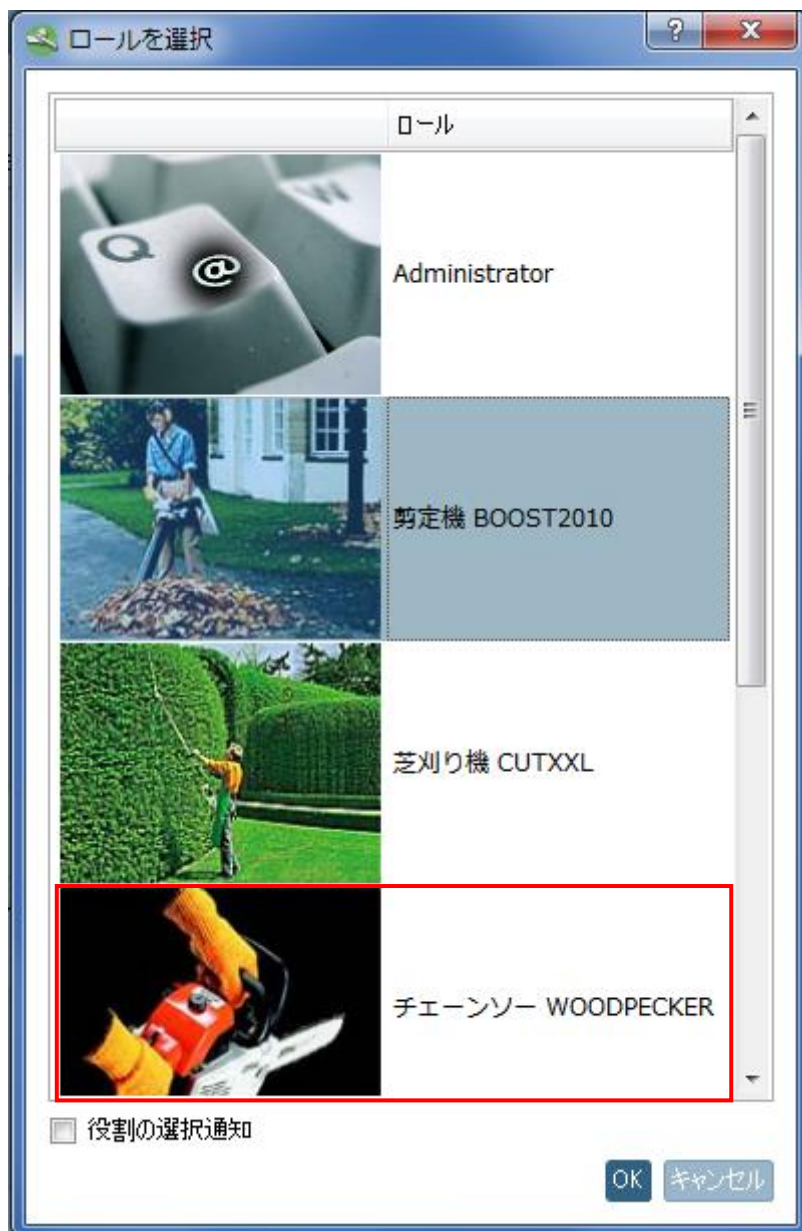 ロールを選択
?
ロール
Q
W
@
Administrator
剪定機 BOOST2010
芝刈り機 CUTXXL
チェーンソー WOODPECKER
役割の選択通知
OK
キャンセル